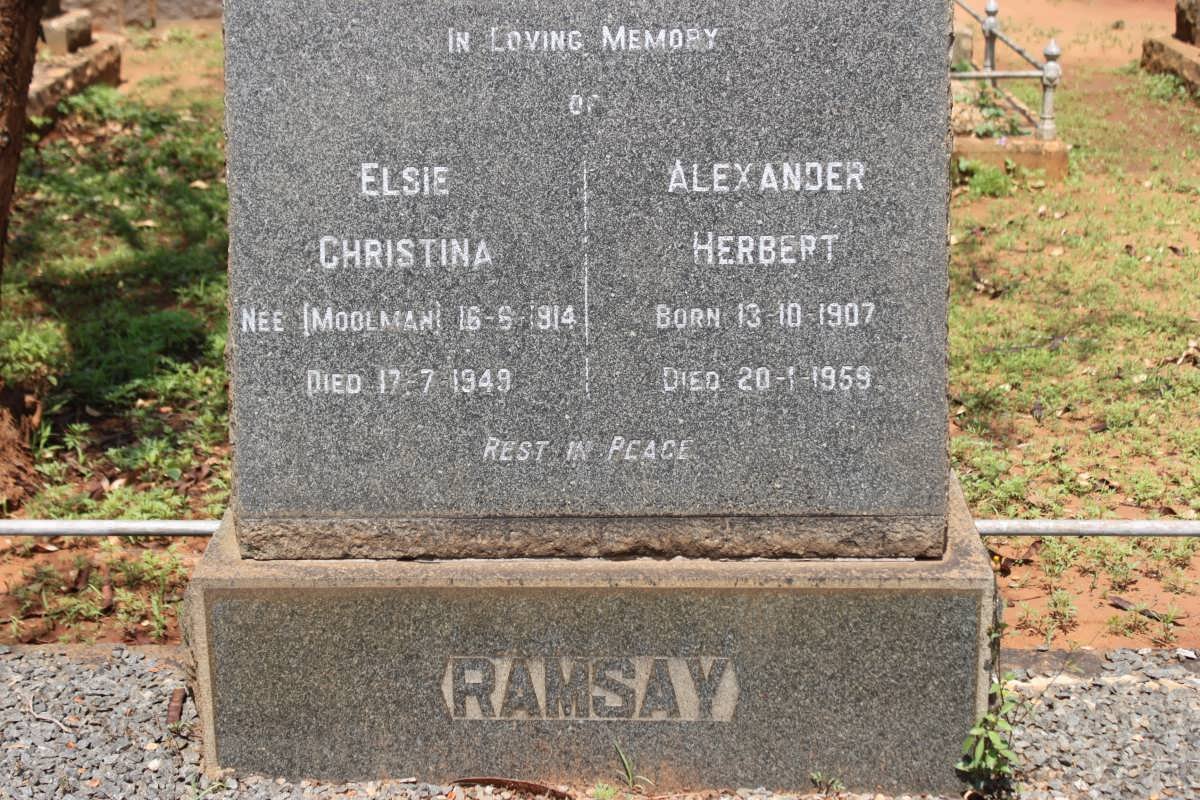 IN LOVING MEMORY
OF
ELSIE
CHRISTINA
NEE (MOOLMAN) 16-6-1914
DIED 17-7-1949
ALEXANDER
HERBERT
BORN 13-10-1907
DIED 20-1-1959
REST IN PEACE
RAMSAY